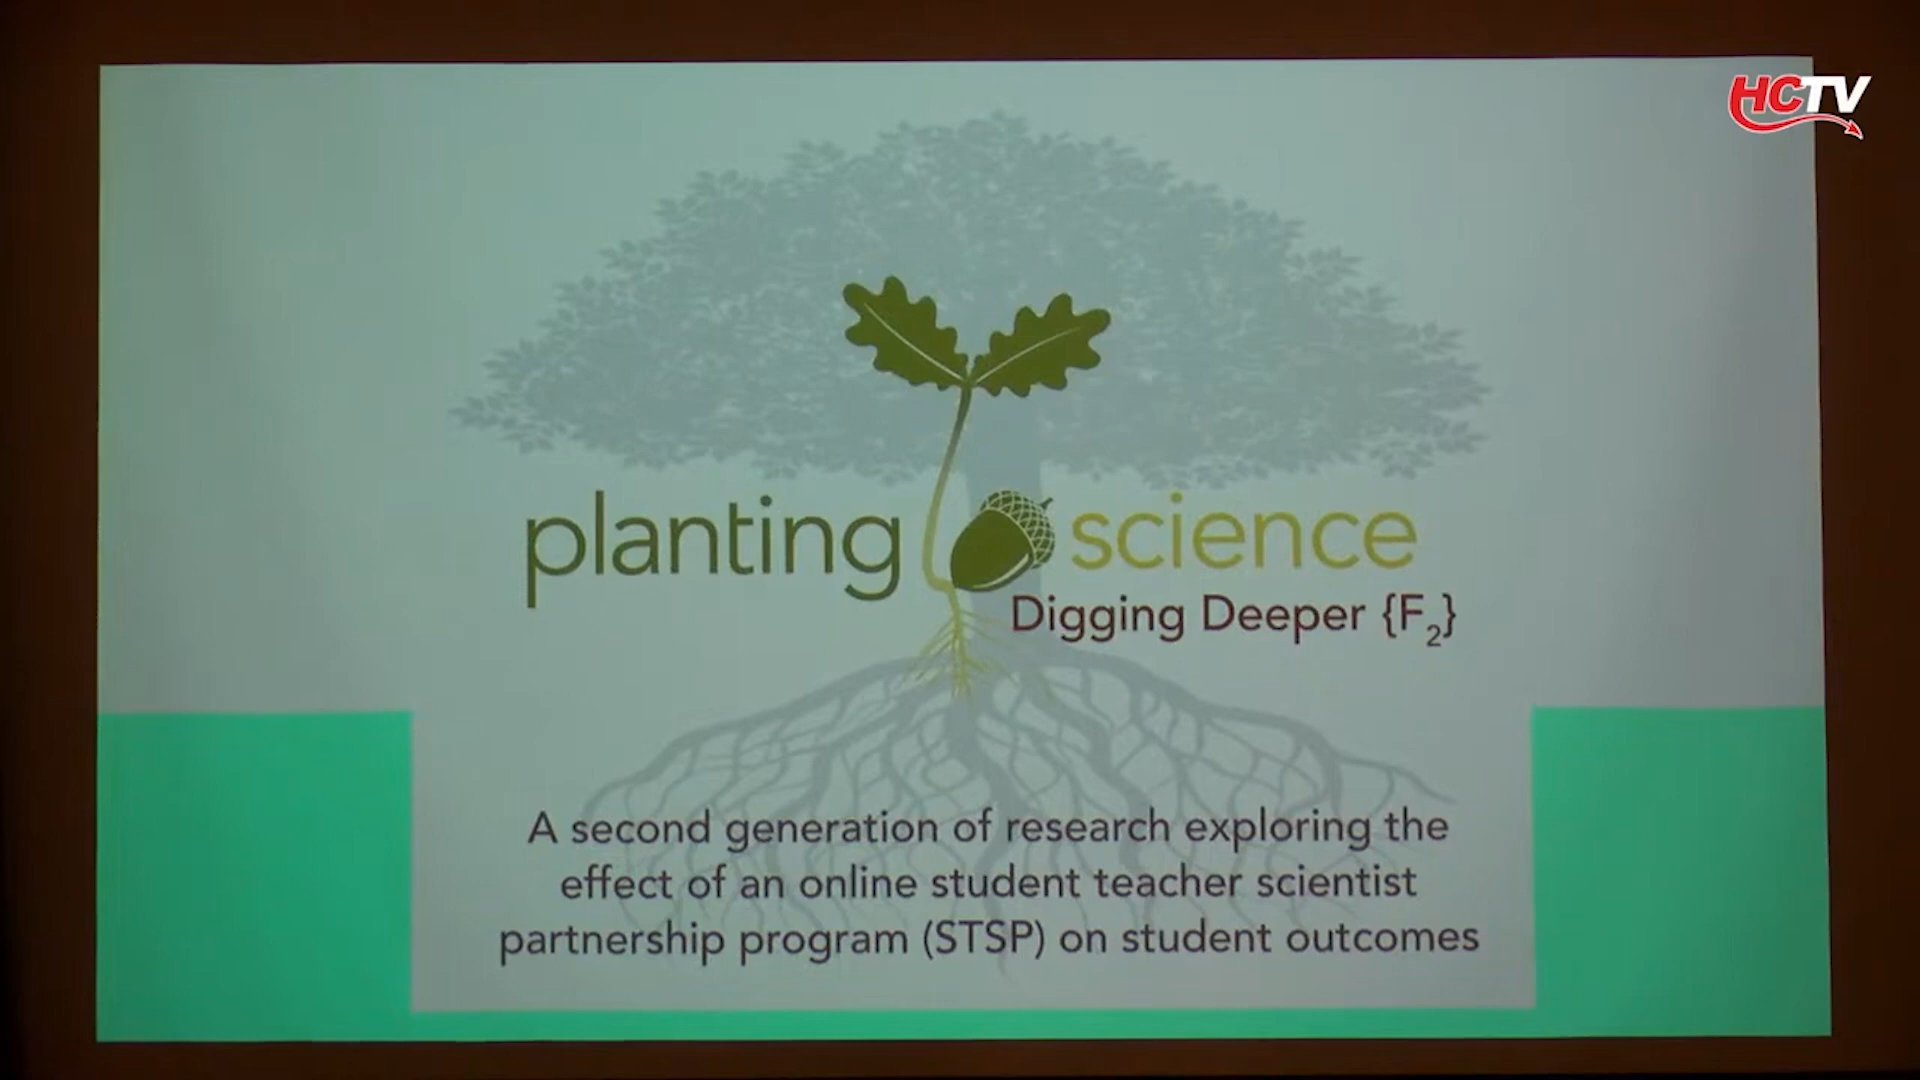 HCTV
planting science
Digging Deeper {F₂}
A second generation of research exploring the
effect of an online student teacher scientist
partnership program (STSP) on student outcomes